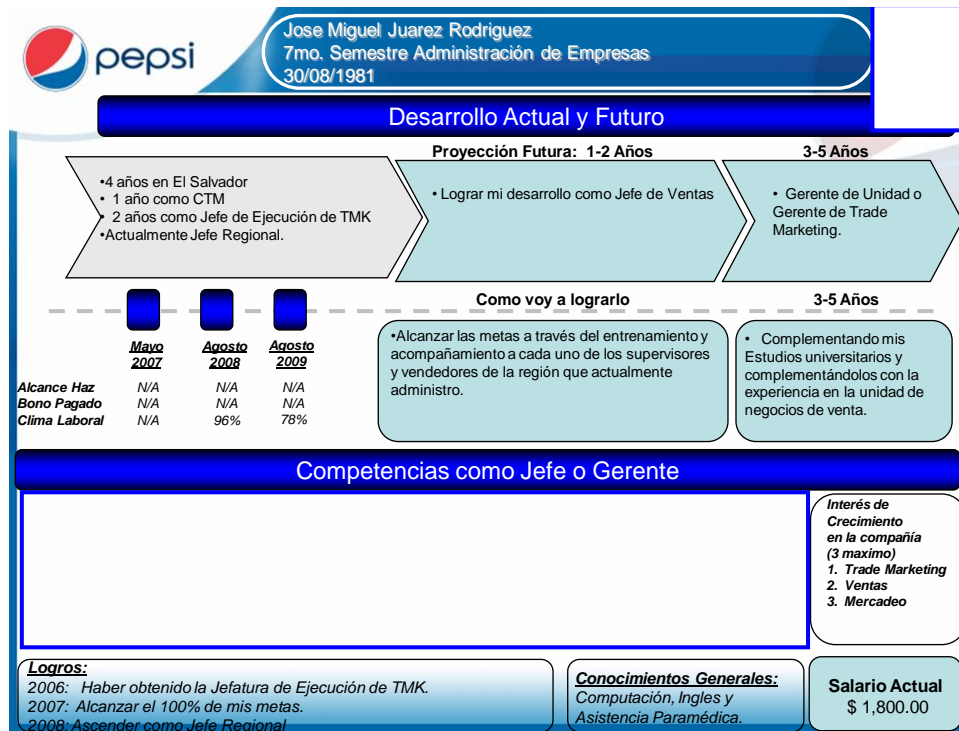 pepsi
Jose Miguel Juarez Rodriguez
7mo. Semestre Administración de Empresas
30/08/1981
Desarrollo Actual y Futuro
Proyección Futura: 1-2 Años
3-5 Años
•4 años en El Salvador
• 1 año como CTM
• 2 años como Jefe de Ejecución de TMK
•Actualmente Jefe Regional.
• Lograr mi desarrollo como Jefe de Ventas
• Gerente de Unidad o
Gerente de Trade
Marketing.
Como voy a lograrlo
3-5 Años
Mayo 2007
Agosto 2008
Agosto 2009
Alcance Haz N/A N/A N/A
Bono Pagado N/A N/A N/A
Clima Laboral N/A 96% 78%
•Alcanzar las metas a través del entrenamiento y
acompañamiento a cada uno de los supervisores
y vendedores de la región que actualmente
administro.
• Complementando mis
Estudios universitarios y
complementándolos con la
experiencia en la unidad de
negocios de venta.
Competencias como Jefe o Gerente
Interés de
Crecimiento
en la compañía
(3 maximo)
1. Trade Marketing
2. Ventas
3. Mercadeo
Logros:
2006: Haber obtenido la Jefatura de Ejecución de TMK.
2007: Alcanzar el 100% de mis metas.
2008: Ascender como Jefe Regional
Conocimientos Generales:
Computación, Ingles y
Asistencia Paramédica.
Salario Actual
$ 1,800.00